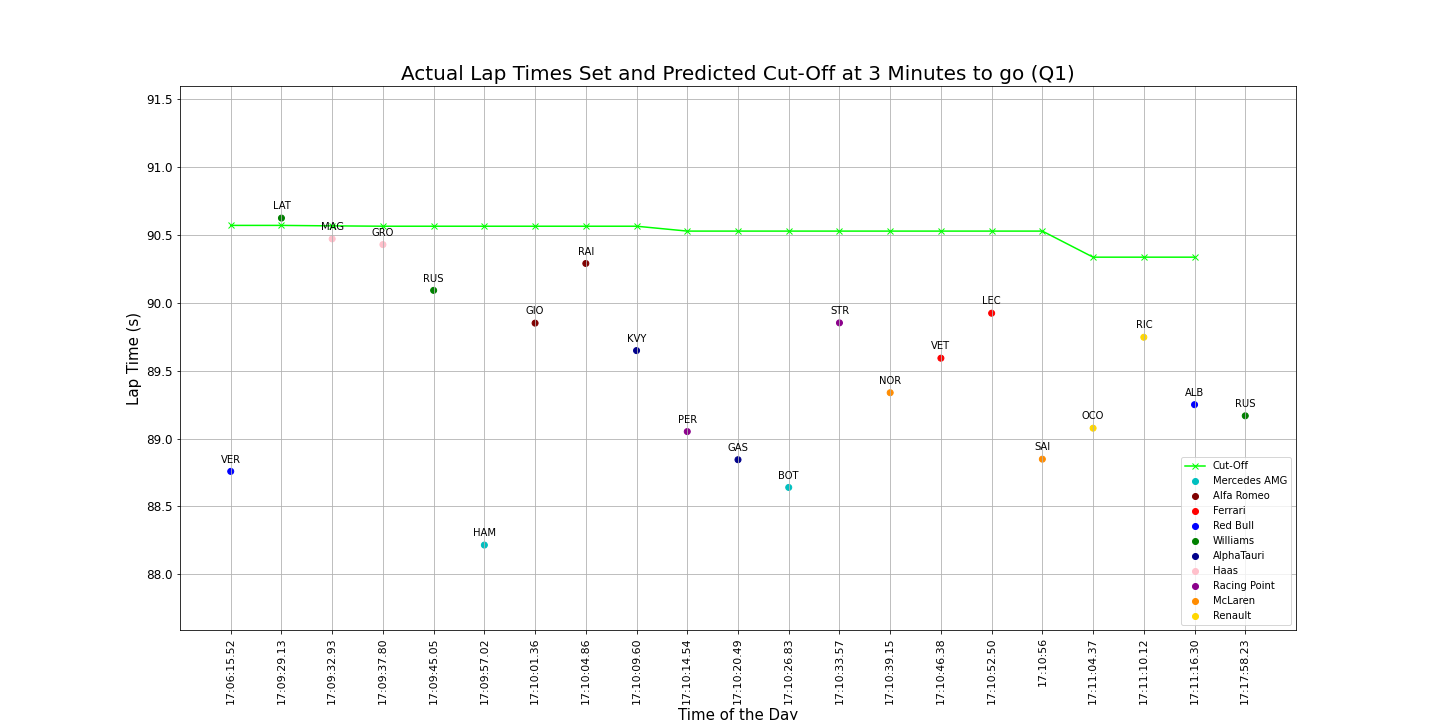 Actual Lap Times Set and Predicted Cut-Off at 3 Minutes to go (Q1)
Lap Time (s)
91.5
91.0
90.5
90.0
89.5
89.0
88.5
88.0
VER
LAT
MAG
GRO
RUS
HAM
GIO
RAI
KVY
PER
GAS
BOT
STR
NOR
VET
LEC
SAI
OCO
RIC
ALB
RUS
Cut-Off
Mercedes AMG
Alfa Romeo
Ferrari
Red Bull
Williams
AlphaTauri
Haas
Racing Point
McLaren
Renault
17:06:15.52
17:09:29.13
17:09:32.93
17:09:37.80
17:09:45.05
17:09:57.02
17:10:01.36
17:10:04.86
17:10:09.60
17:10:14.54
17:10:20.49
17:10:26.83
17:10:33.57
17:10:39.15
17:10:46.38
17:10:52.50
17:10:56
17:11:04.37
17:11:10.12
17:11:16.30
17:17:58.23
Time of the Day